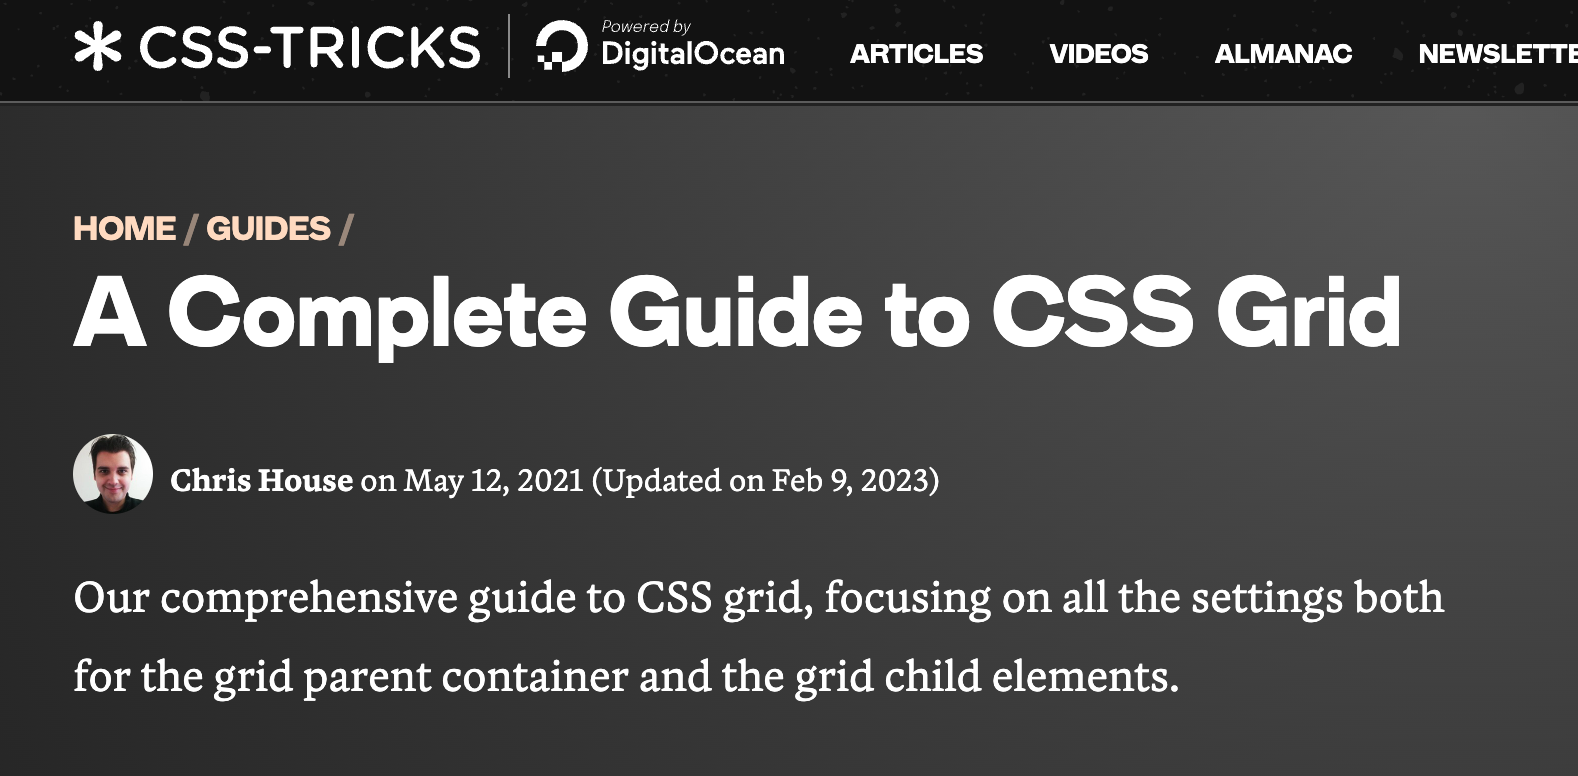 CSS-TRICKS
Powered by
DigitalOcean
ARTICLES VIDEOS ALMANAC NEWSLETTE
HOME / GUIDES /
A Complete Guide to CSS Grid
Chris House on May 12, 2021 (Updated on Feb 9, 2023)
Our comprehensive guide to CSS grid, focusing on all the settings both
for the grid parent container and the grid child elements.